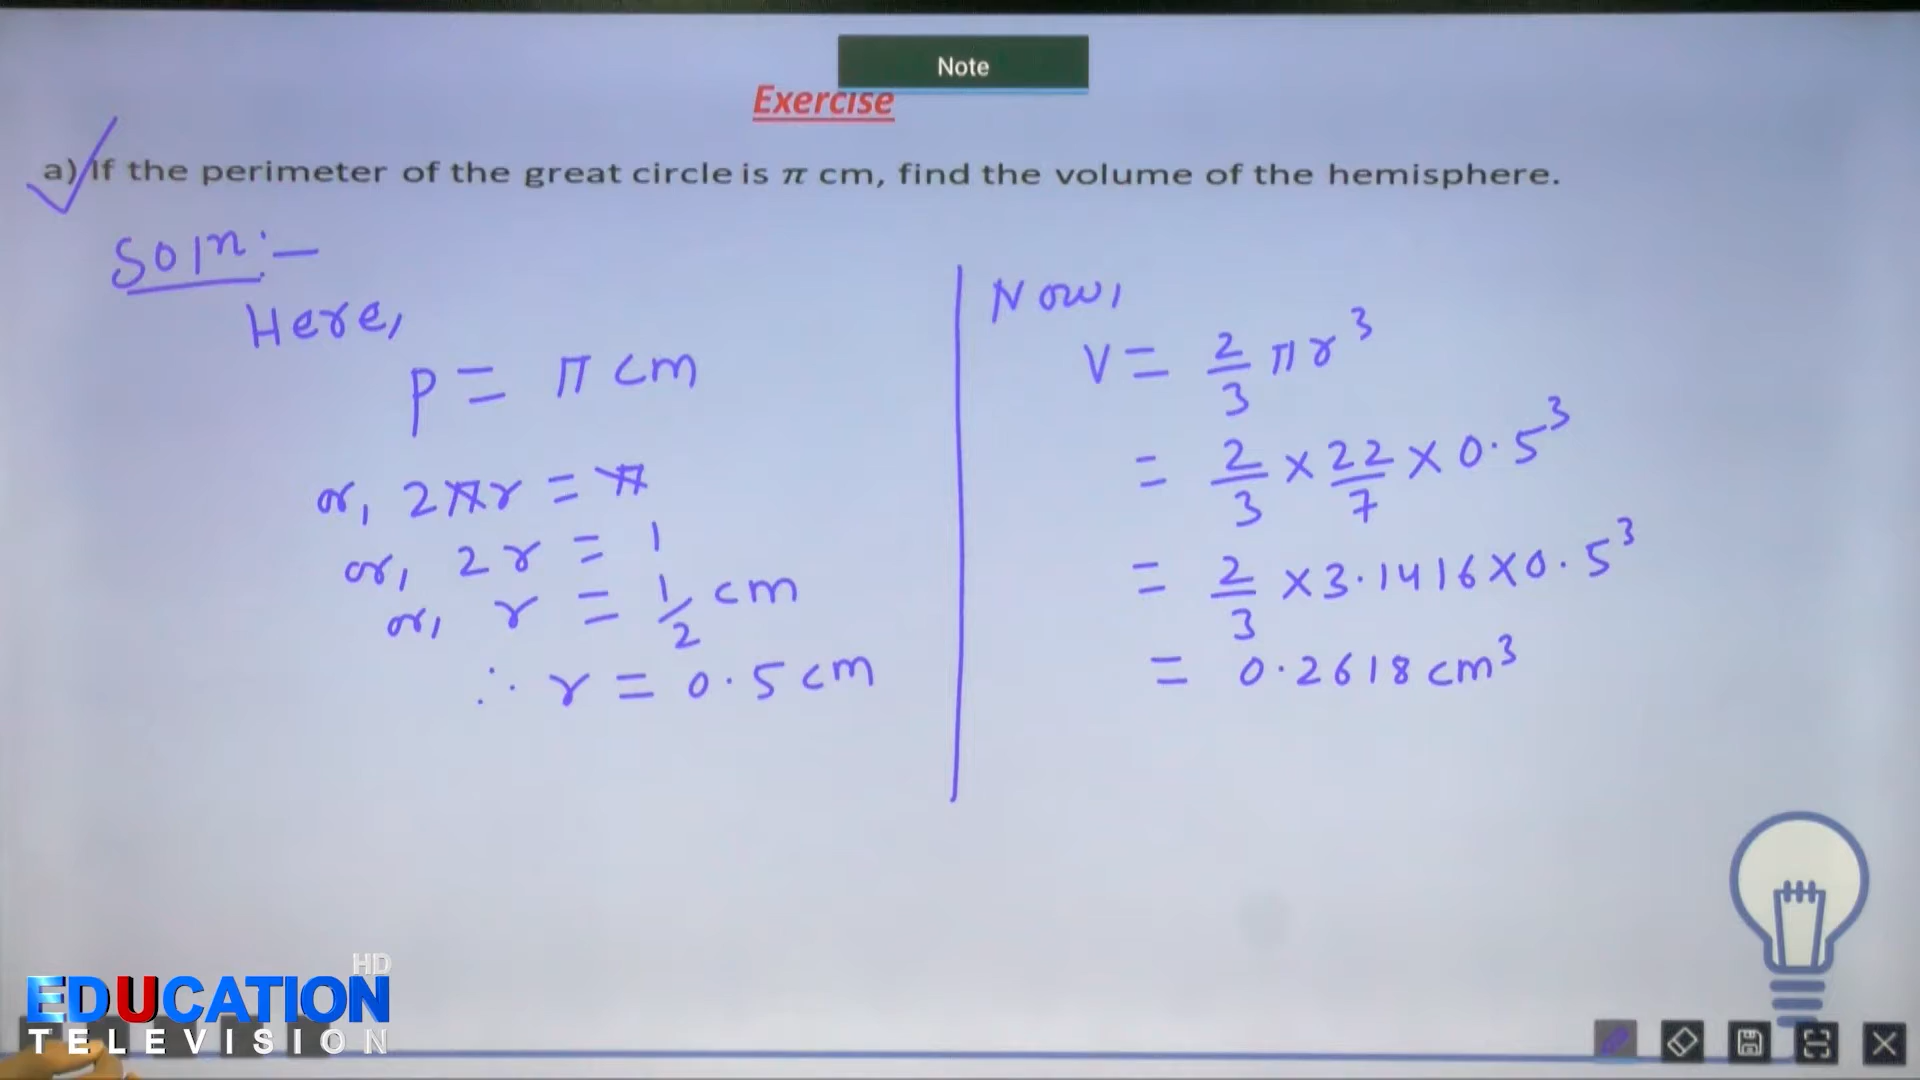 Note
Exercise
a) If the perimeter of the great circle is π cm, find the volume of the hemisphere.
Soln:-
Here,
P = π cm
or, 2πr = π
or, 2r = 1
or, r = 1/2 cm
∴ r = 0.5 cm
Now,
V = 2/3 πr³
= 2/3 × 22/7 × 0.5³
= 2/3 × 3.1416 × 0.5³
= 0.2618 cm³
HD
EDUCATION
TELEVISION